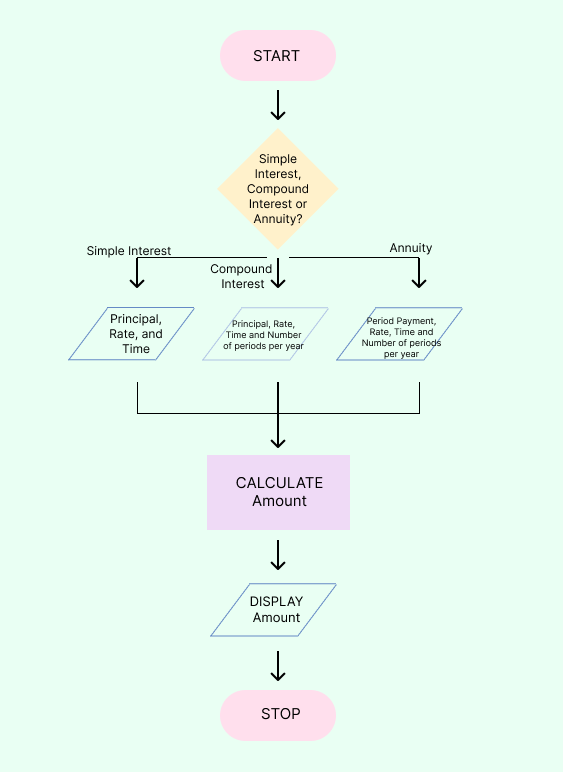 START
Simple
Interest,
Compound
Interest or
Annuity?
Simple Interest
Compound
Interest
Annuity
Principal,
Rate, and
Time
Principal, Rate,
Time and Number
of periods per year
Period Payment,
Rate, Time and
Number of periods
per year
CALCULATE
Amount
DISPLAY
Amount
STOP